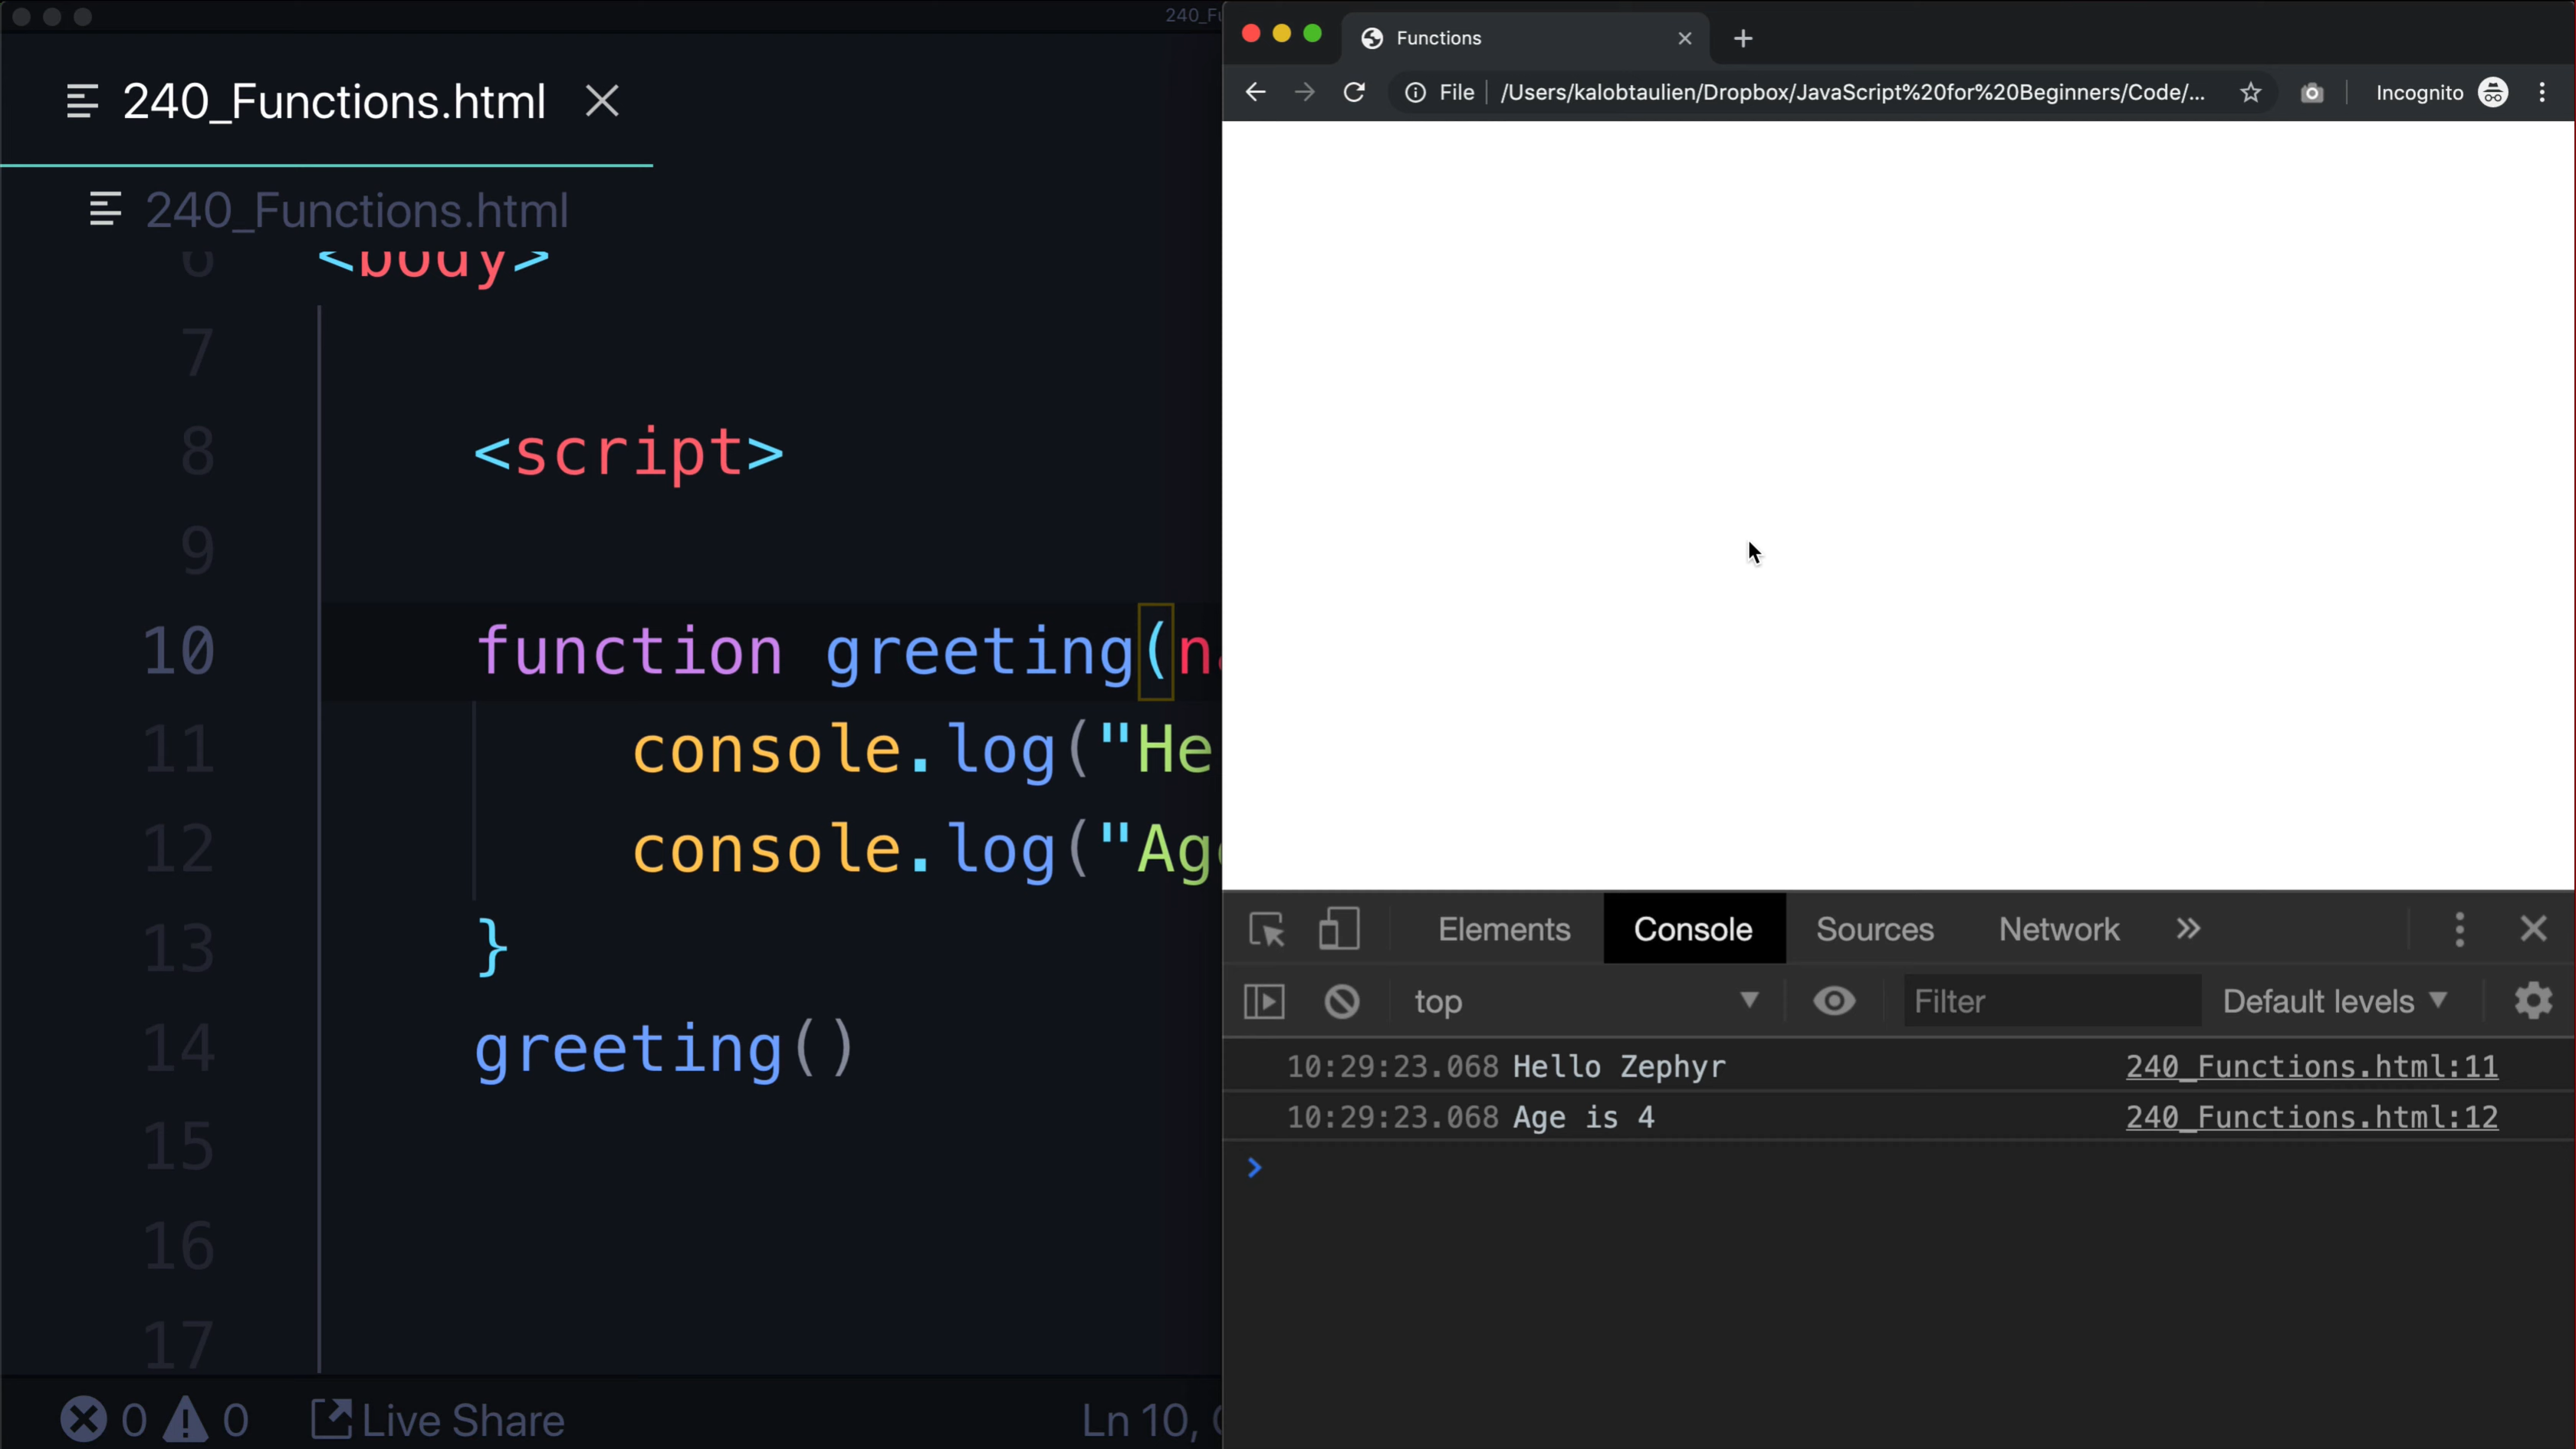 240_Functions.html
240_Functions.html
6 <body>
7
8 <script>
9
10 function greeting(
11 console.log("He
12 console.log("Age
13 }
14 greeting()
15
16
17
0 0 Live Share Ln 10,
Functions
File /Users/kalobtaulien/Dropbox/JavaScript%20for%20Beginners/Code/... Incognito
Elements Console Sources Network »
top Filter Default levels
10:29:23.068 Hello Zephyr 240_Functions.html:11
10:29:23.068 Age is 4 240_Functions.html:12